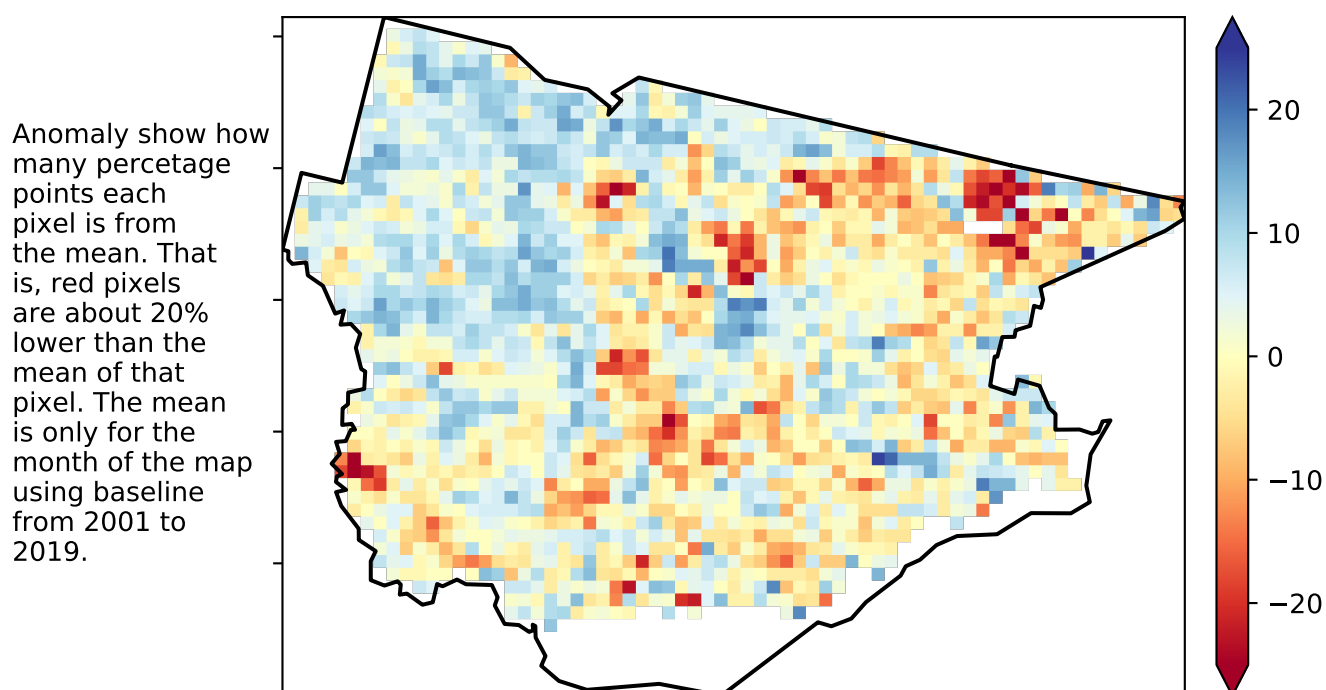 Anomaly show how
many percetage
points each
pixel is from
the mean. That
is, red pixels
are about 20%
lower than the
mean of that
pixel. The mean
is only for the
month of the map
using baseline
from 2001 to
2019.
20
10
0
−10
−20